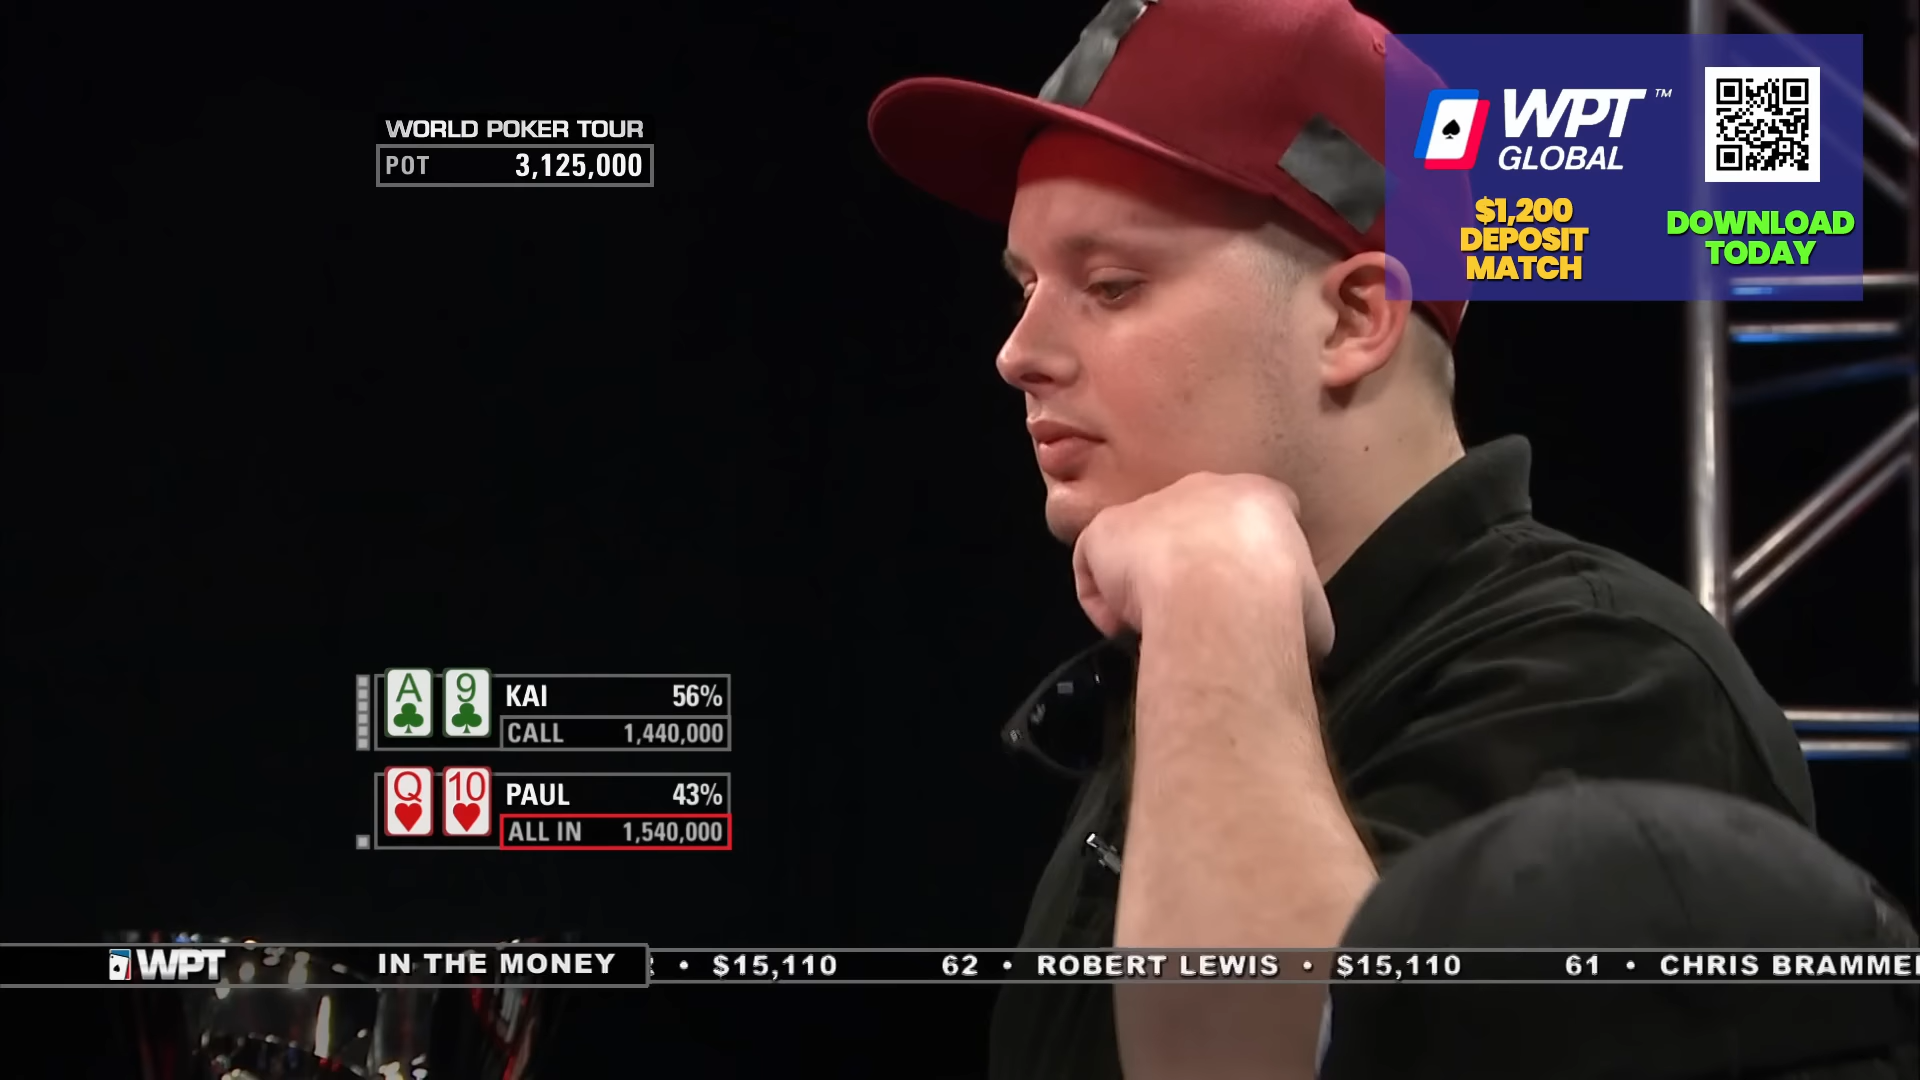 WORLD POKER TOUR
POT 3,125,000
WPT™
GLOBAL
$1,200
DEPOSIT
MATCH
DOWNLOAD
TODAY
A 9 KAI 56%
CALL 1,440,000
Q 10 PAUL 43%
ALL IN 1,540,000
WPT IN THE MONEY • $15,110 62 • ROBERT LEWIS • $15,110 61 • CHRIS BRAMME